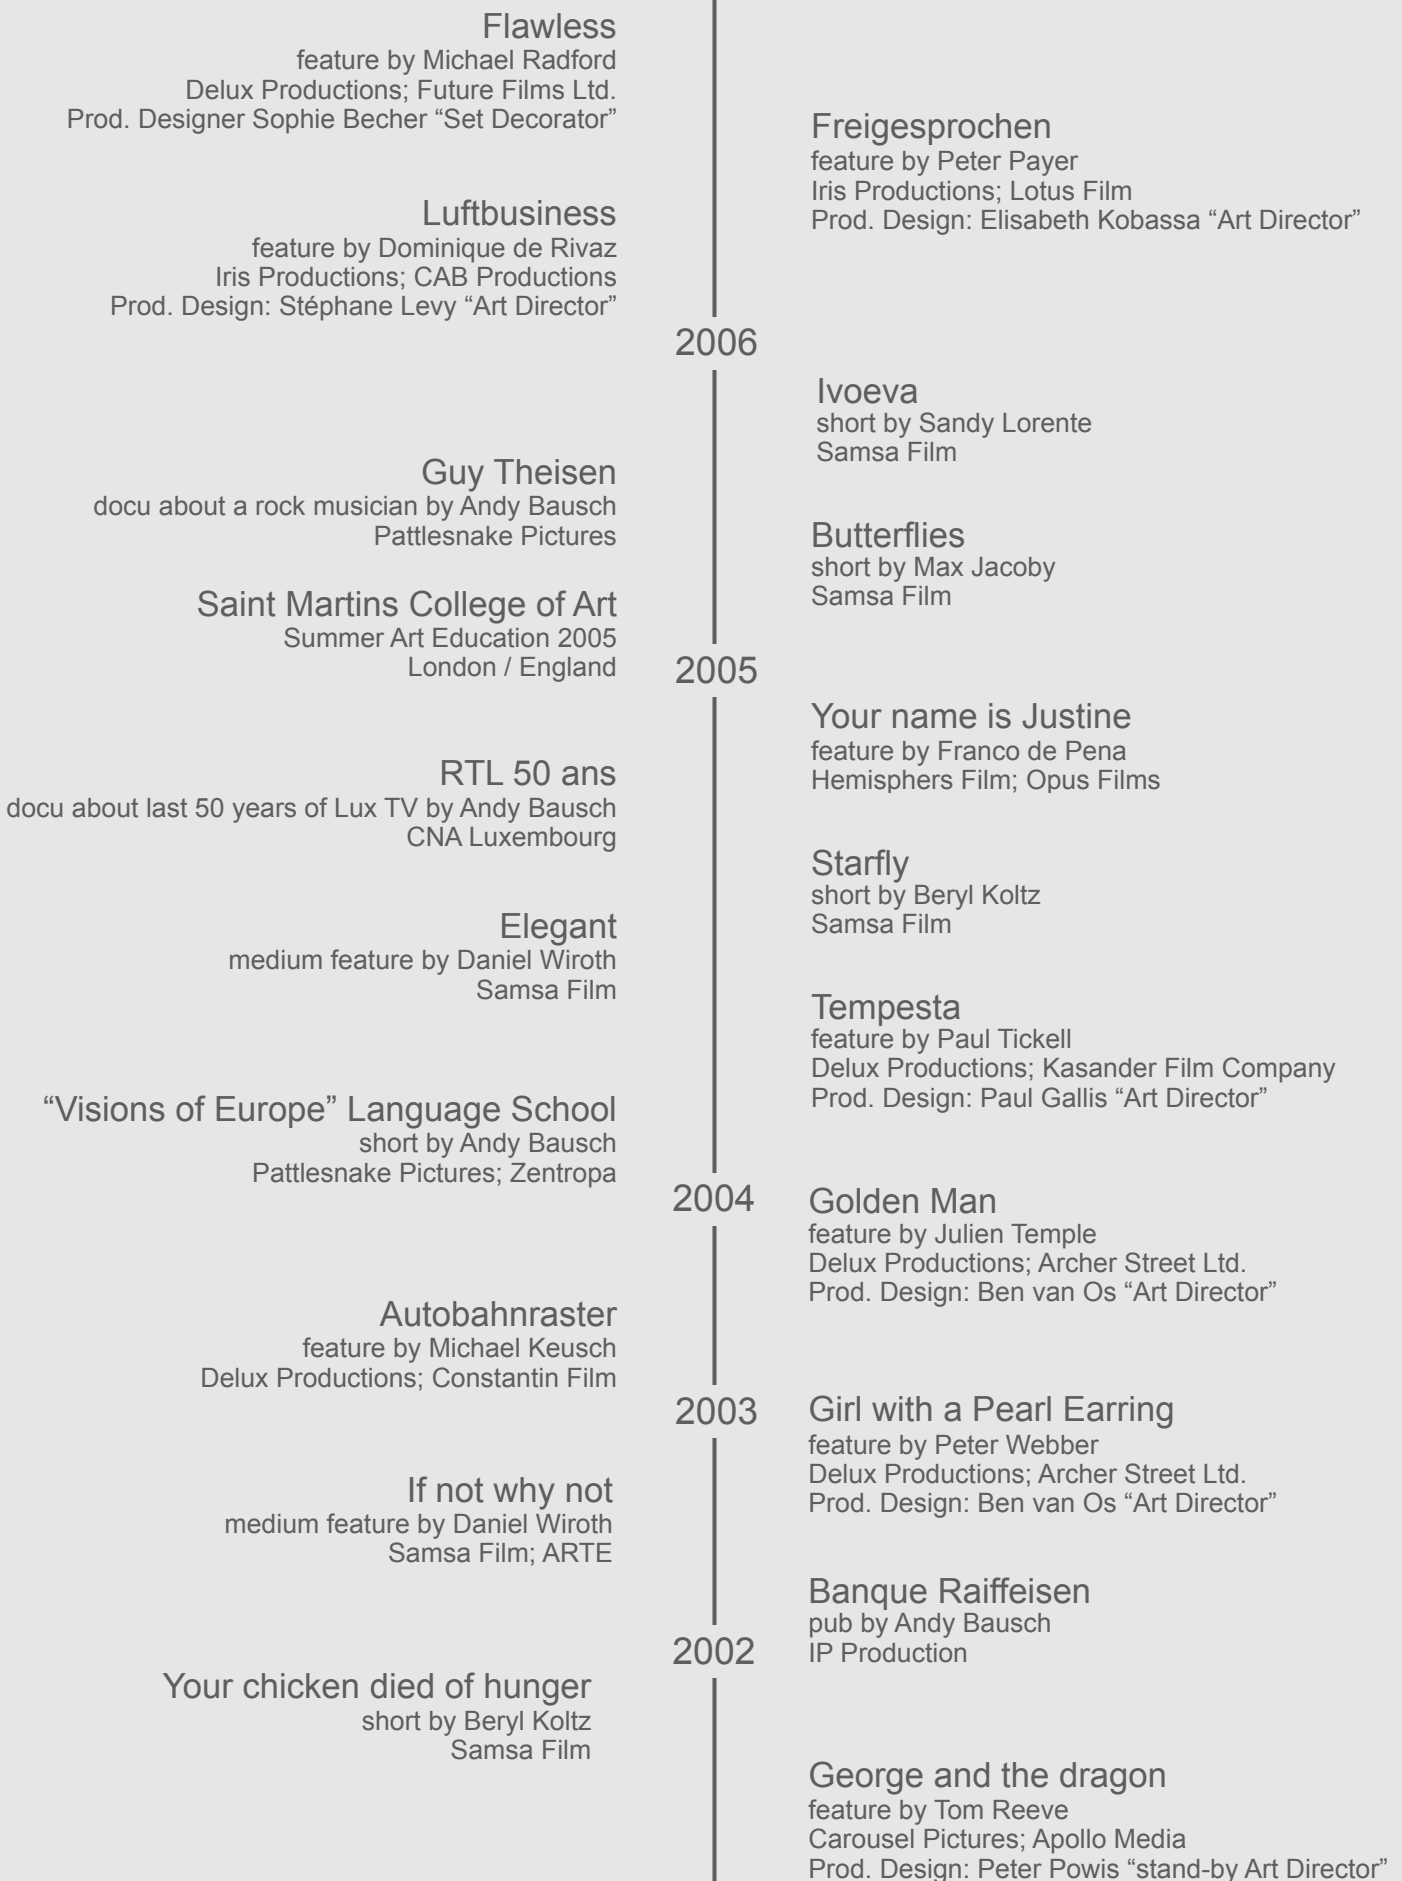 Flawless
feature by Michael Radford
Delux Productions; Future Films Ltd.
Prod. Designer Sophie Becher “Set Decorator”
Freigesprochen
feature by Peter Payer
Iris Productions; Lotus Film
Prod. Design: Elisabeth Kobassa “Art Director”
Luftbusiness
feature by Dominique de Rivaz
Iris Productions; CAB Productions
Prod. Design: Stéphane Levy “Art Director”
2006
Ivoeva
short by Sandy Lorente
Samsa Film
Guy Theisen
docu about a rock musician by Andy Bausch
Pattlesnake Pictures
Butterflies
short by Max Jacoby
Samsa Film
Saint Martins College of Art
Summer Art Education 2005
London / England
2005
Your name is Justine
feature by Franco de Pena
Hemisphers Film; Opus Films
RTL 50 ans
docu about last 50 years of Lux TV by Andy Bausch
CNA Luxembourg
Starfly
short by Beryl Koltz
Samsa Film
Elegant
medium feature by Daniel Wiroth
Samsa Film
Tempesta
feature by Paul Tickell
Delux Productions; Kasander Film Company
Prod. Design: Paul Gallis “Art Director”
“Visions of Europe” Language School
short by Andy Bausch
Pattlesnake Pictures; Zentropa
2004
Golden Man
feature by Julien Temple
Delux Productions; Archer Street Ltd.
Prod. Design: Ben van Os “Art Director”
Autobahnraster
feature by Michael Keusch
Delux Productions; Constantin Film
2003
Girl with a Pearl Earring
feature by Peter Webber
Delux Productions; Archer Street Ltd.
Prod. Design: Ben van Os “Art Director”
If not why not
medium feature by Daniel Wiroth
Samsa Film; ARTE
Banque Raiffeisen
pub by Andy Bausch
IP Production
2002
Your chicken died of hunger
short by Beryl Koltz
Samsa Film
George and the dragon
feature by Tom Reeve
Carousel Pictures; Apollo Media
Prod. Design: Peter Powis “stand-by Art Director”